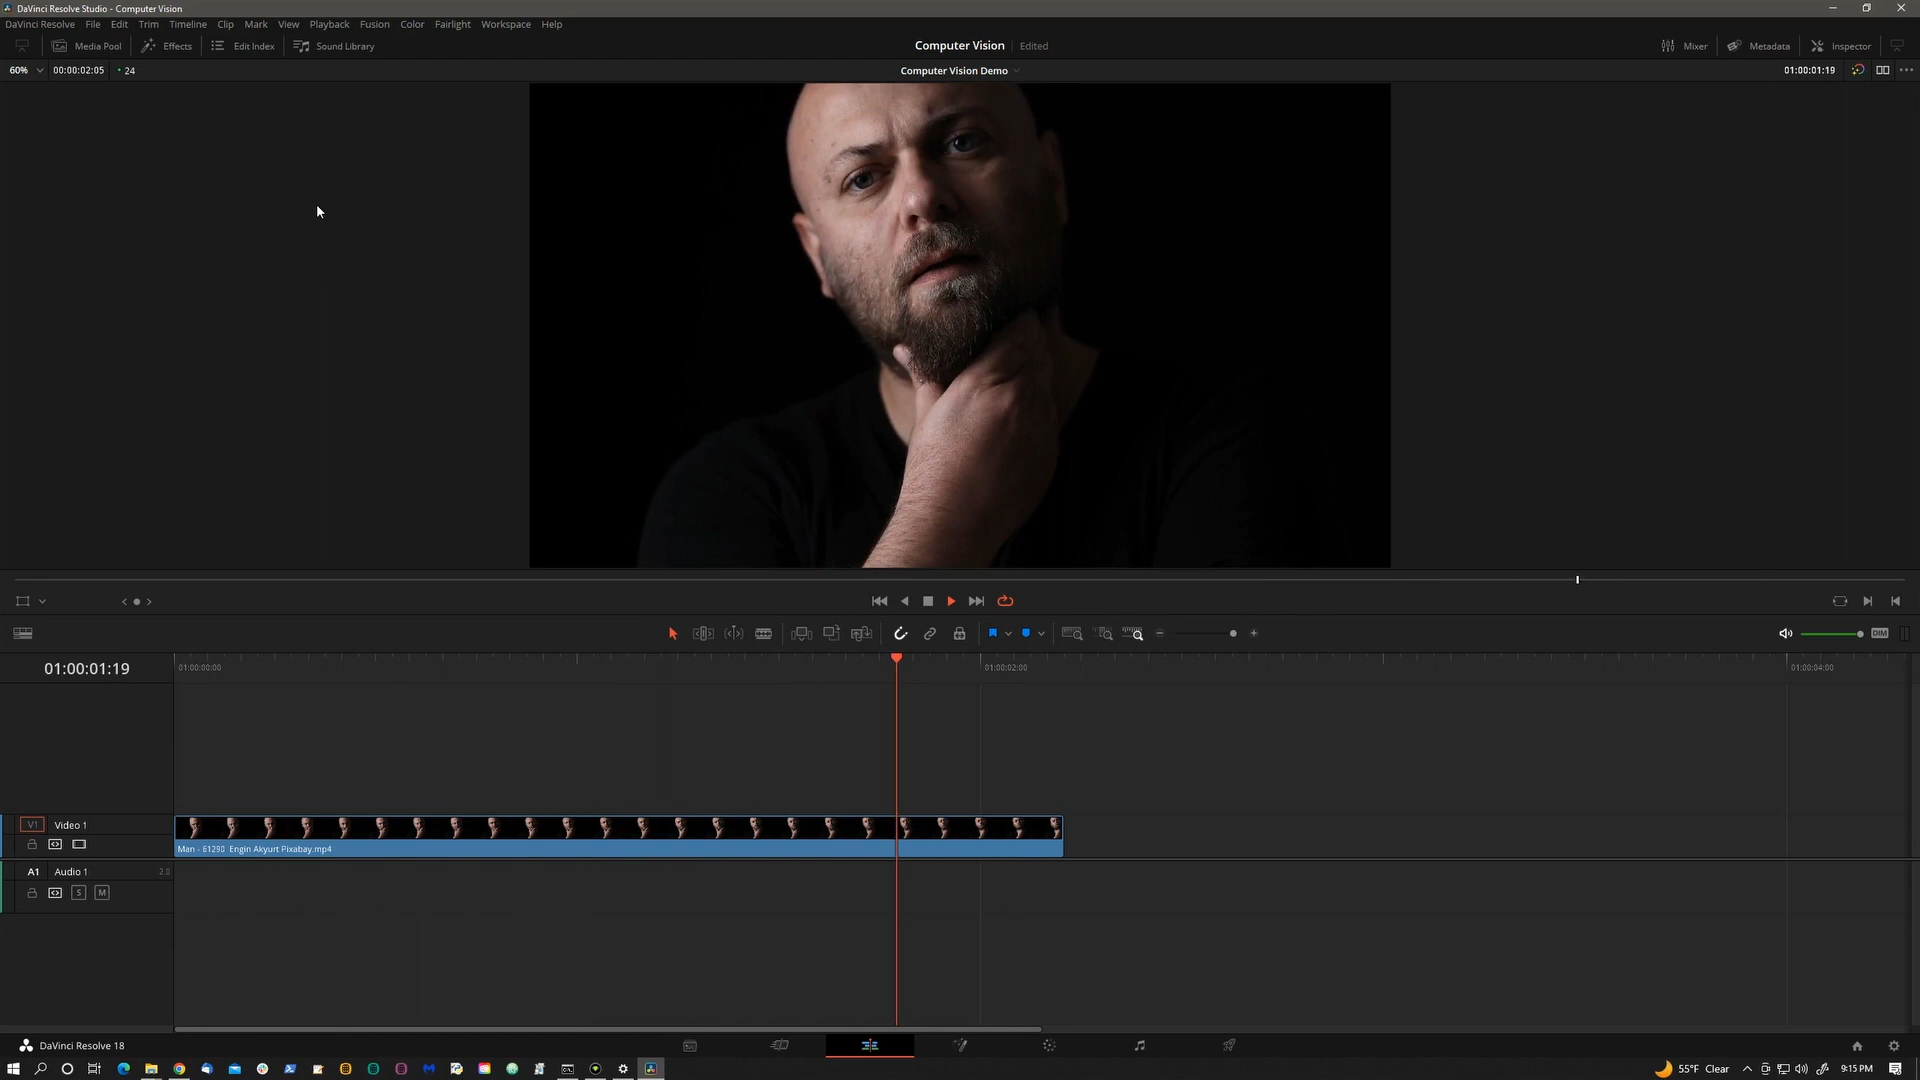 DaVinci Resolve Studio - Computer Vision
DaVinci Resolve File Edit Trim Timeline Clip Mark View Playback Fusion Color Fairlight Workspace Help
Media Pool Effects Edit Index Sound Library Computer Vision Edited Mixer Metadata Inspector
60% 00:00:02:05 24 Computer Vision Demo 01:00:01:19
DIM
01:00:01:19 01:00:00:00 01:00:02:00 01:00:04:00
V1 Video 1
Man - 61290 Engin Akyurt Pixabay.mp4
A1 Audio 1 2.0
S M
DaVinci Resolve 18
55°F Clear 9:15 PM